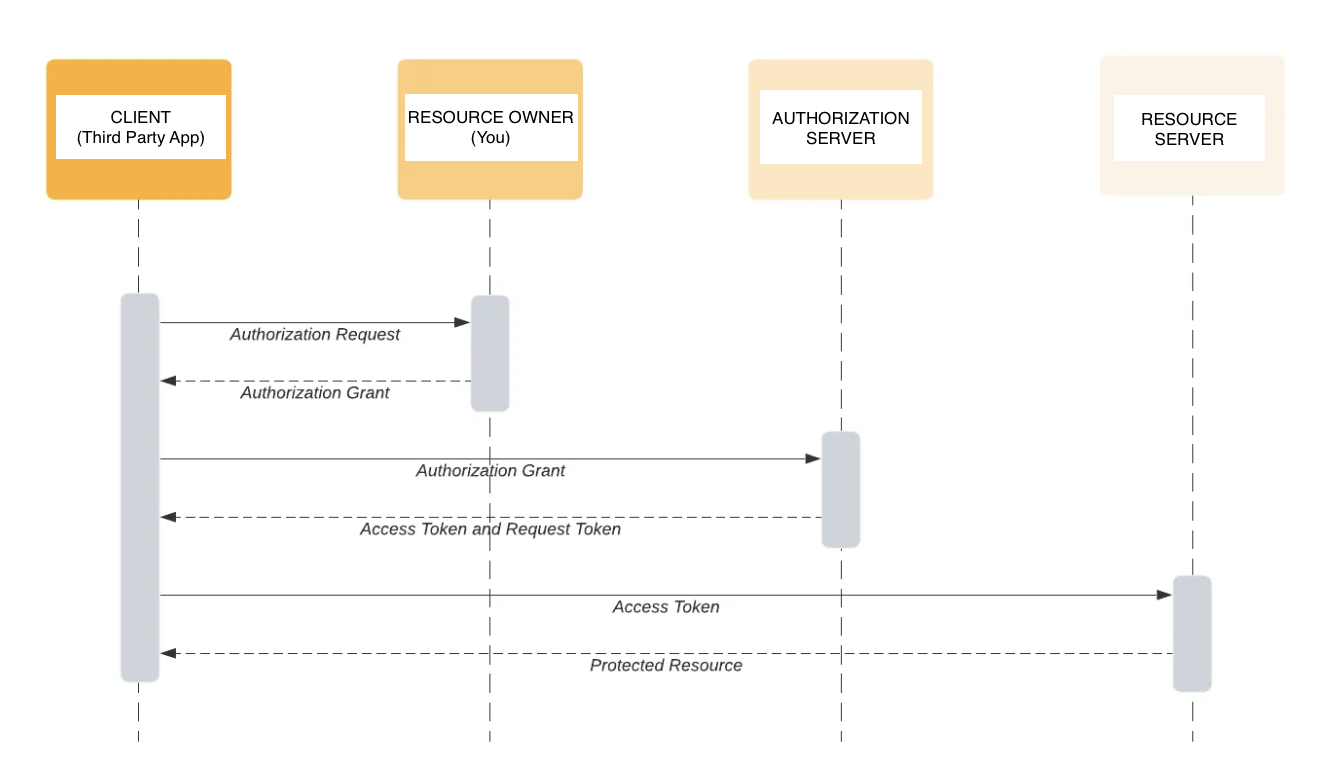 CLIENT
(Third Party App)
RESOURCE OWNER
(You)
AUTHORIZATION
SERVER
RESOURCE
SERVER
Authorization Request
Authorization Grant
Authorization Grant
Access Token and Request Token
Access Token
Protected Resource